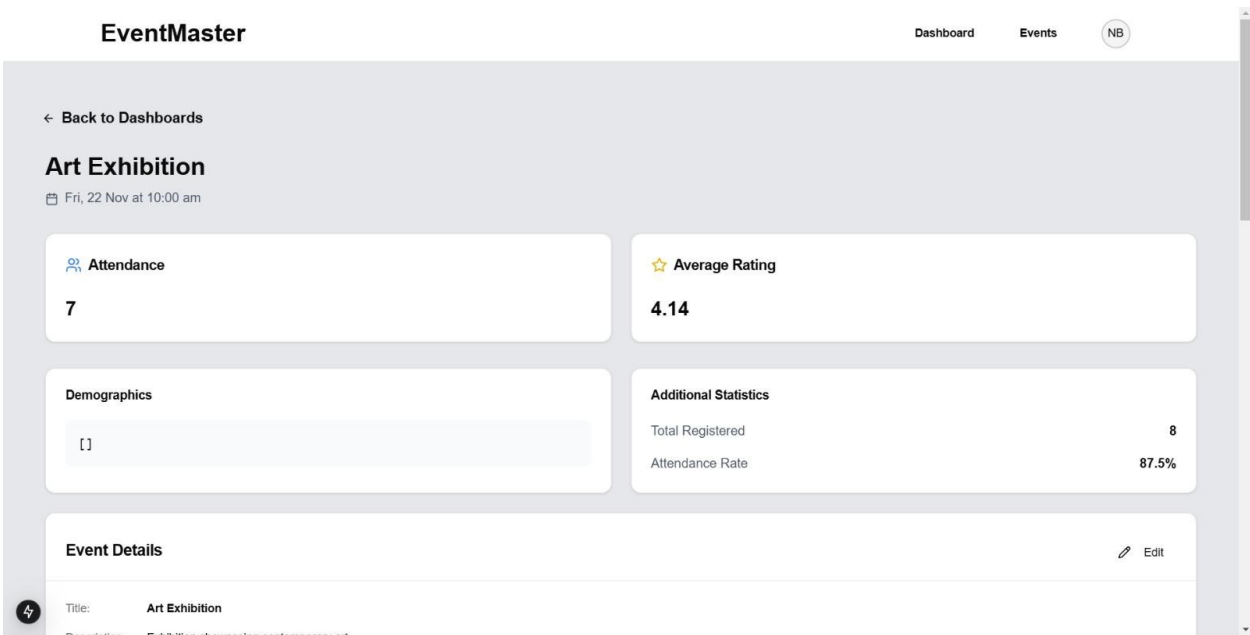 EventMaster
Dashboard Events NB
← Back to Dashboards
Art Exhibition
Fri, 22 Nov at 10:00 am
Attendance
7
Average Rating
4.14
Demographics
[]
Additional Statistics
Total Registered 8
Attendance Rate 87.5%
Event Details
Edit
Title: Art Exhibition